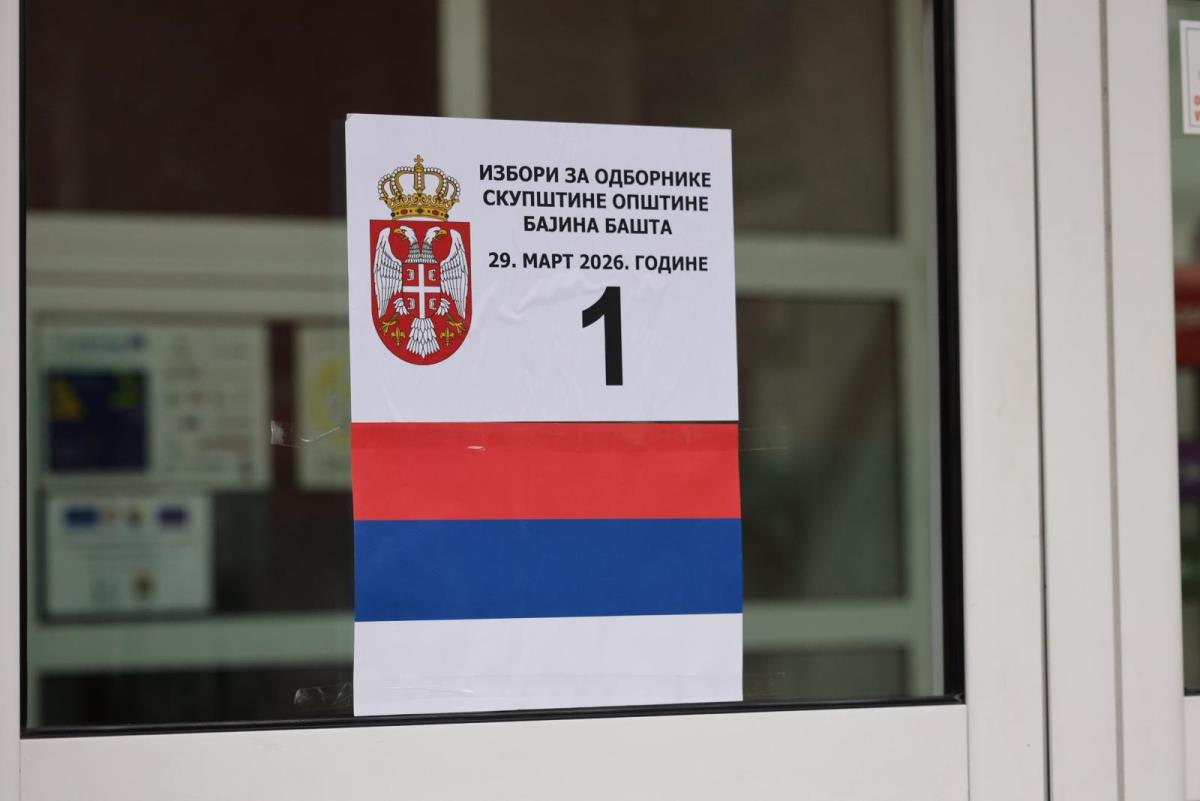 ИЗБОРИ ЗА ОДБОРНИКЕ
СКУПШТИНЕ ОПШТИНЕ
БАЈИНА БАШТА
29. МАРТ 2026. ГОДИНЕ
1